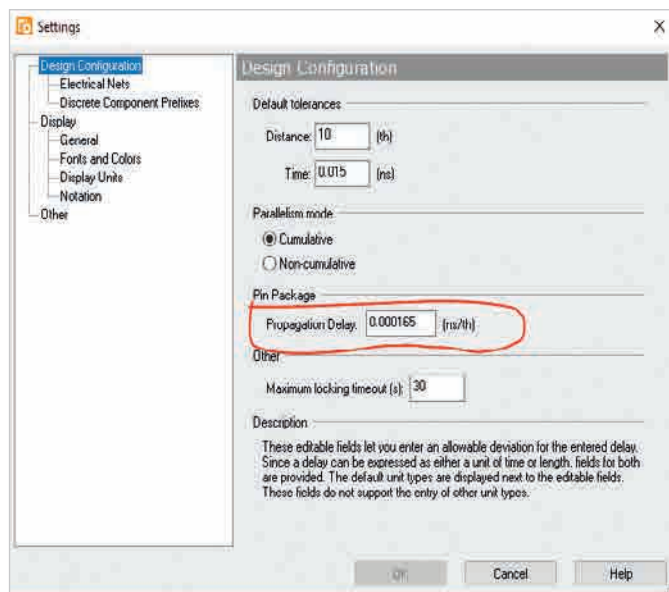 Settings
Design Configuration
Electrical Nets
Discrete Component Prefixes
Display
General
Fonts and Colors
Display Units
Notation
Other
Design Configuration
Default tolerances
Distance: 10 (th)
Time: 0.015 (ns)
Parallelism mode
Cumulative
Non-cumulative
Pin Package
Propagation Delay: 0.000165 (ns/th)
Other
Maximum locking timeout (s): 30
Description
These editable fields let you enter an allowable deviation for the entered delay.
Since a delay can be expressed as either a unit of time or length, fields for both
are provided. The default unit types are displayed next to the editable fields.
These fields do not support the entry of other unit types.
OK Cancel Help